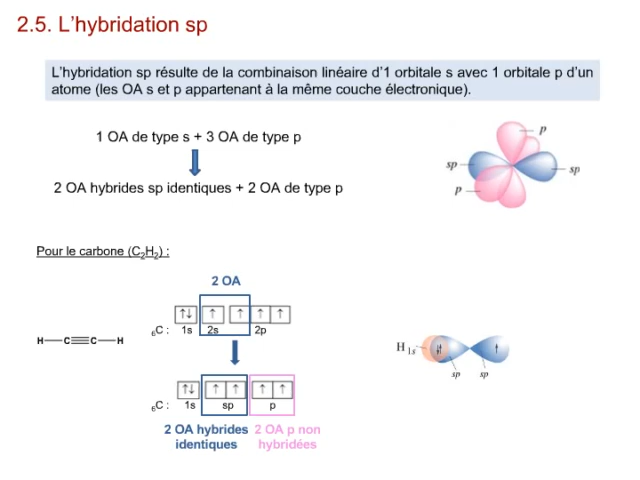 2.5. L'hybridation sp
L'hybridation sp résulte de la combinaison linéaire d'1 orbitale s avec 1 orbitale p d'un
atome (les OA s et p appartenant à la même couche électronique).
1 OA de type s + 3 OA de type p
2 OA hybrides sp identiques + 2 OA de type p
p
sp
sp
p
Pour le carbone (C₂H₂) :
2 OA
↑↓ ↑ ↑ ↑ ↑
₆C : 1s 2s 2p
H—C≡C—H
H₁ₛ
sp sp
↑↓ ↑ ↑ ↑ ↑
₆C : 1s sp p
2 OA hybrides
identiques
2 OA p non
hybridées